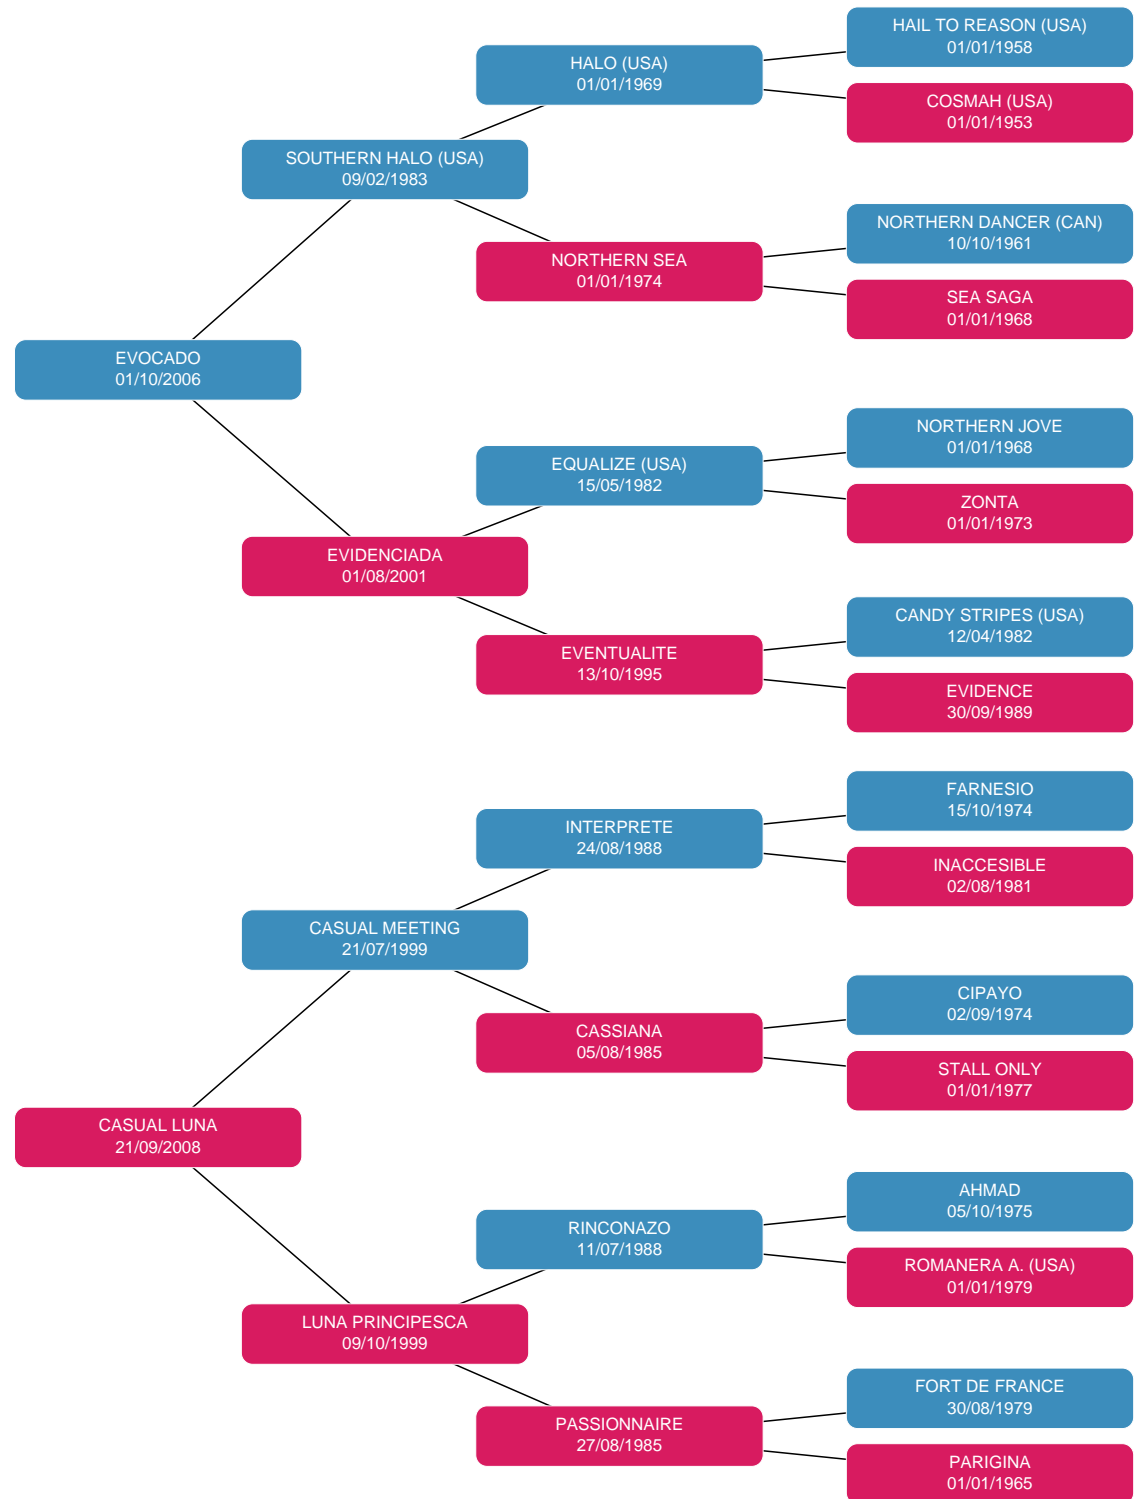 HAIL TO REASON (USA)
01/01/1958
HALO (USA)
01/01/1969
COSMAH (USA)
01/01/1953
SOUTHERN HALO (USA)
09/02/1983
NORTHERN DANCER (CAN)
10/10/1961
NORTHERN SEA
01/01/1974
SEA SAGA
01/01/1968
EVOCADO
01/10/2006
NORTHERN JOVE
01/01/1968
EQUALIZE (USA)
15/05/1982
ZONTA
01/01/1973
EVIDENCIADA
01/08/2001
CANDY STRIPES (USA)
12/04/1982
EVENTUALITE
13/10/1995
EVIDENCE
30/09/1989
FARNESIO
15/10/1974
INTERPRETE
24/08/1988
INACCESIBLE
02/08/1981
CASUAL MEETING
21/07/1999
CIPAYO
02/09/1974
CASSIANA
05/08/1985
STALL ONLY
01/01/1977
CASUAL LUNA
21/09/2008
AHMAD
05/10/1975
RINCONAZO
11/07/1988
ROMANERA A. (USA)
01/01/1979
LUNA PRINCIPESCA
09/10/1999
FORT DE FRANCE
30/08/1979
PASSIONNAIRE
27/08/1985
PARIGINA
01/01/1965